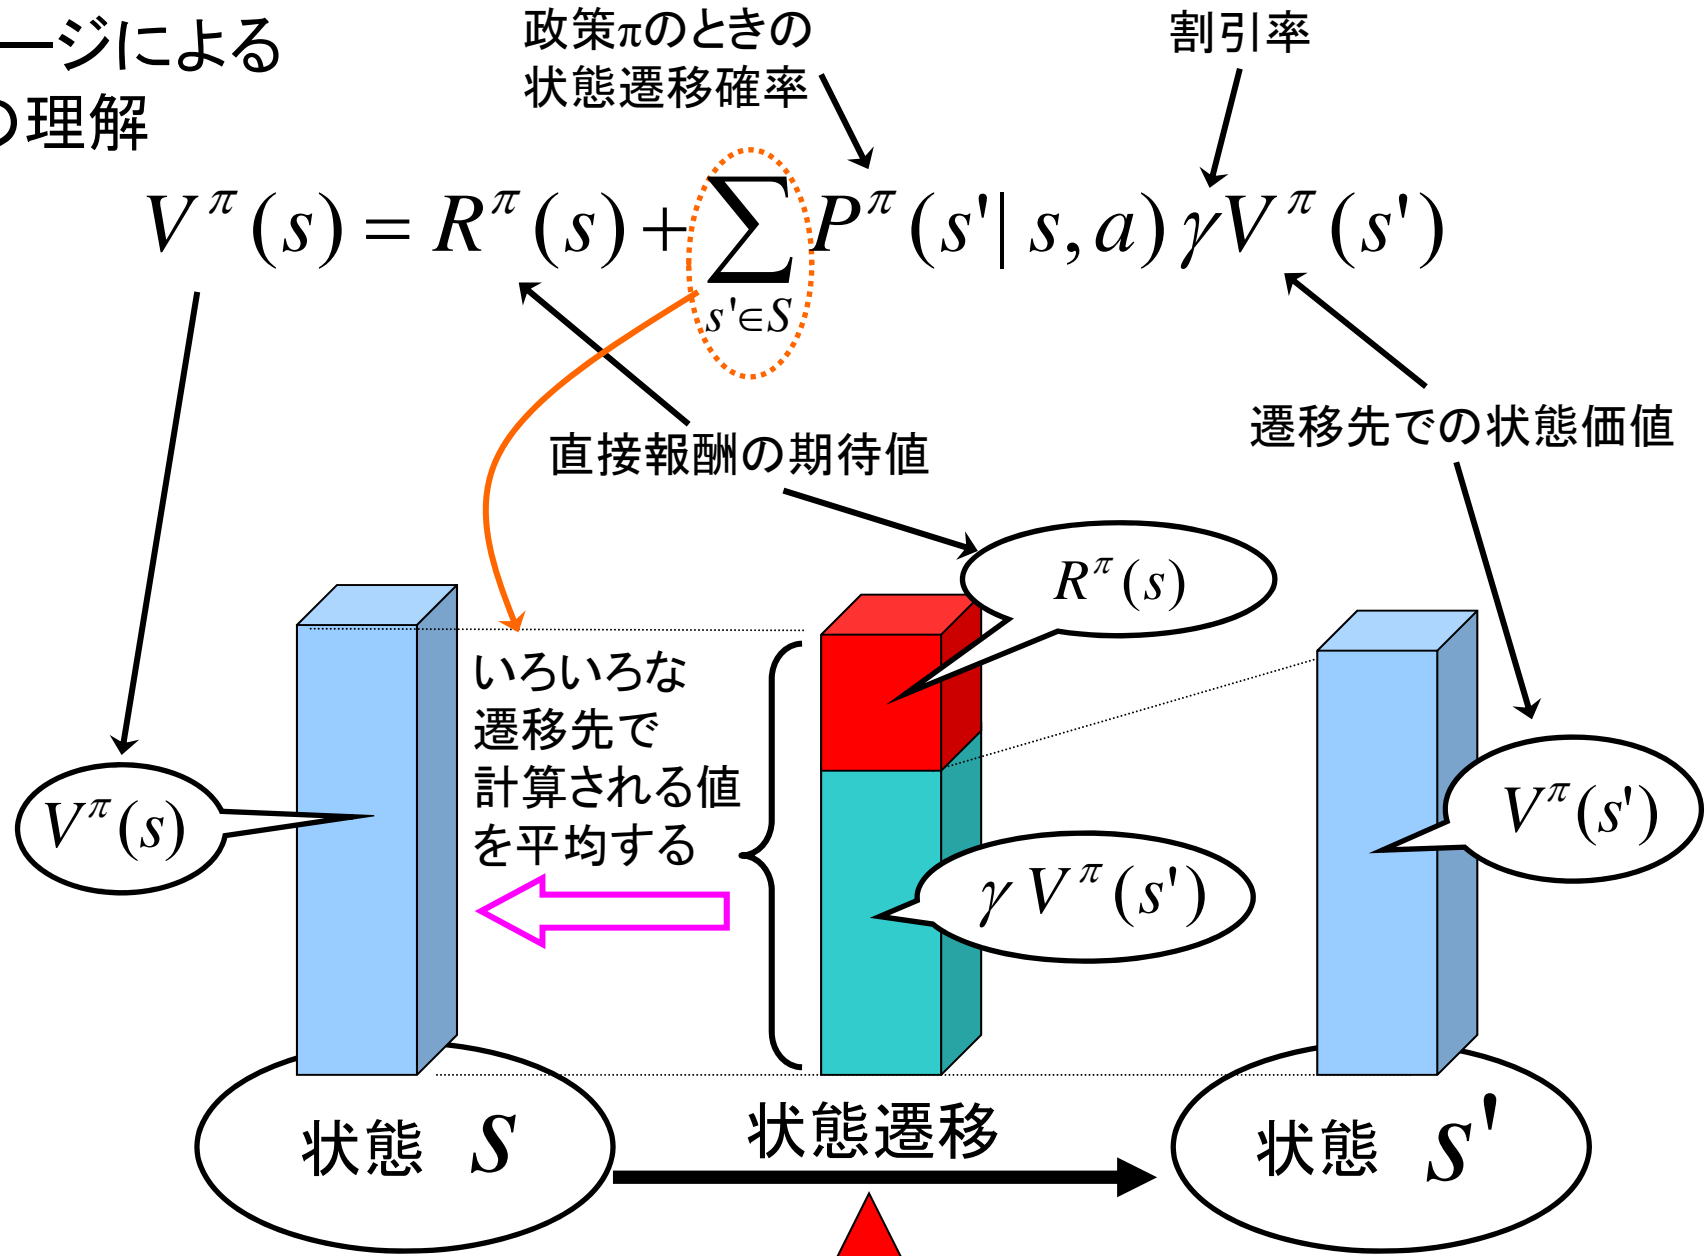 ージによる
の理解
政策πのときの
状態遷移確率
割引率
V^π(s) = R^π(s) + ∑_{s'∈S} P^π(s'| s, a) γV^π(s')
直接報酬の期待値
遷移先での状態価値
R^π(s)
いろいろな
遷移先で
計算される値
を平均する
V^π(s)
γ V^π(s')
V^π(s')
状態 s
状態遷移
状態 s'